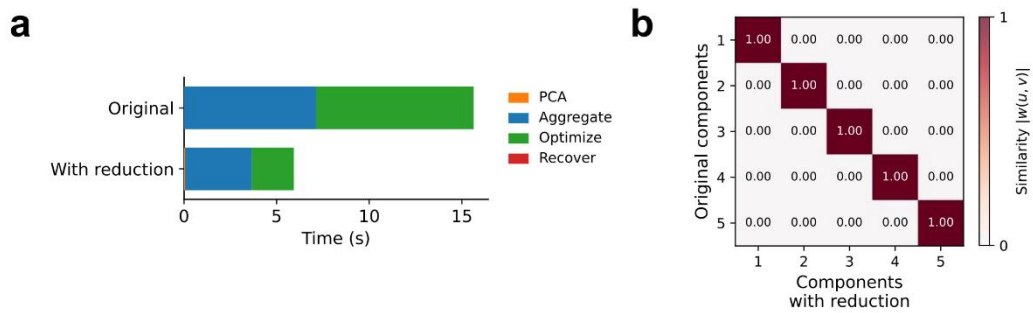 a
Original
With reduction
0 5 10 15
Time (s)
PCA
Aggregate
Optimize
Recover
b
Original components
1 1.00 0.00 0.00 0.00 0.00
2 0.00 1.00 0.00 0.00 0.00
3 0.00 0.00 1.00 0.00 0.00
4 0.00 0.00 0.00 1.00 0.00
5 0.00 0.00 0.00 0.00 1.00
1 2 3 4 5
Components
with reduction
1
0
Similarity |w(u, v)|